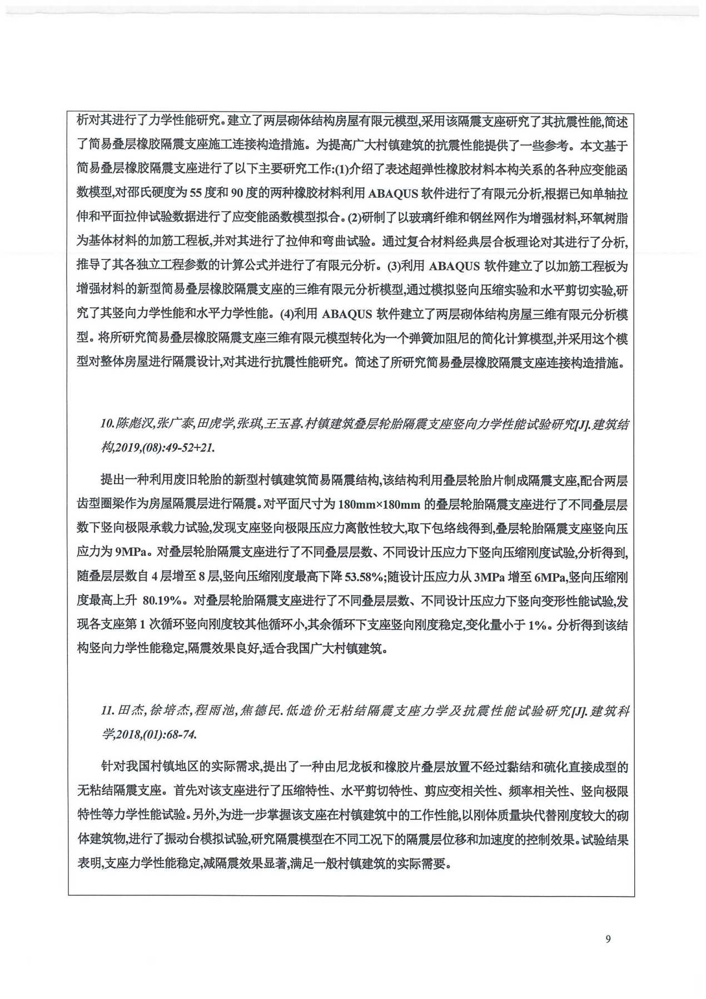 析对其进行了力学性能研究。建立了两层砌体结构房屋有限元模型,采用该隔震支座研究了其抗震性能,简述
了简易叠层橡胶隔震支座施工连接构造措施。为提高广大村镇建筑的抗震性能提供了一些参考。本文基于
简易叠层橡胶隔震支座进行了以下主要研究工作:(1)介绍了表述超弹性橡胶材料本构关系的各种应变能函
数模型,对邵氏硬度为 55 度和 90 度的两种橡胶材料利用 ABAQUS 软件进行了有限元分析,根据已知单轴拉
伸和平面拉伸试验数据进行了应变能函数模型拟合。(2)研制了以玻璃纤维和钢丝网作为增强材料,环氧树脂
为基体材料的加筋工程板,并对其进行了拉伸和弯曲试验。通过复合材料经典层合板理论对其进行了分析,
推导了其各独立工程参数的计算公式并进行了有限元分析。(3)利用 ABAQUS 软件建立了以加筋工程板为
增强材料的新型简易叠层橡胶隔震支座的三维有限元分析模型,通过模拟竖向压缩实验和水平剪切实验,研
究了其竖向力学性能和水平力学性能。(4)利用 ABAQUS 软件建立了两层砌体结构房屋三维有限元分析模
型。将所研究简易叠层橡胶隔震支座三维有限元模型转化为一个弹簧加阻尼的简化计算模型,并采用这个模
型对整体房屋进行隔震设计,对其进行抗震性能研究。简述了所研究简易叠层橡胶隔震支座连接构造措施。
10.陈彪汉,张广泰,田虎学,张琪,王玉喜.村镇建筑叠层轮胎隔震支座竖向力学性能试验研究[J].建筑结
构,2019,(08):49-52+21.
提出一种利用废旧轮胎的新型村镇建筑简易隔震结构,该结构利用叠层轮胎片制成隔震支座,配合两层
齿型圈梁作为房屋隔震层进行隔震。对平面尺寸为 180mm×180mm 的叠层轮胎隔震支座进行了不同叠层层
数下竖向极限承载力试验,发现支座竖向极限压应力离散性较大,取下包络线得到,叠层轮胎隔震支座竖向压
应力为 9MPa。对叠层轮胎隔震支座进行了不同叠层层数、不同设计压应力下竖向压缩刚度试验,分析得到,
随叠层层数自 4 层增至 8 层,竖向压缩刚度最高下降 53.58%;随设计压应力从 3MPa 增至 6MPa,竖向压缩刚
度最高上升 80.19%。对叠层轮胎隔震支座进行了不同叠层层数、不同设计压应力下竖向变形性能试验,发
现各支座第 1 次循环竖向刚度较其他循环小,其余循环下支座竖向刚度稳定,变化量小于 1%。分析得到该结
构竖向力学性能稳定,隔震效果良好,适合我国广大村镇建筑。
11.田杰,徐培杰,程雨池,焦德民.低造价无粘结隔震支座力学及抗震性能试验研究[J].建筑科
学,2018,(01):68-74.
针对我国村镇地区的实际需求,提出了一种由尼龙板和橡胶片叠层放置不经过黏结和硫化直接成型的
无粘结隔震支座。首先对该支座进行了压缩特性、水平剪切特性、剪应变相关性、频率相关性、竖向极限
特性等力学性能试验。另外,为进一步掌握该支座在村镇建筑中的工作性能,以刚体质量块代替刚度较大的砌
体建筑物,进行了振动台模拟试验,研究隔震模型在不同工况下的隔震层位移和加速度的控制效果。试验结果
表明,支座力学性能稳定,减隔震效果显著,满足一般村镇建筑的实际需要。
9